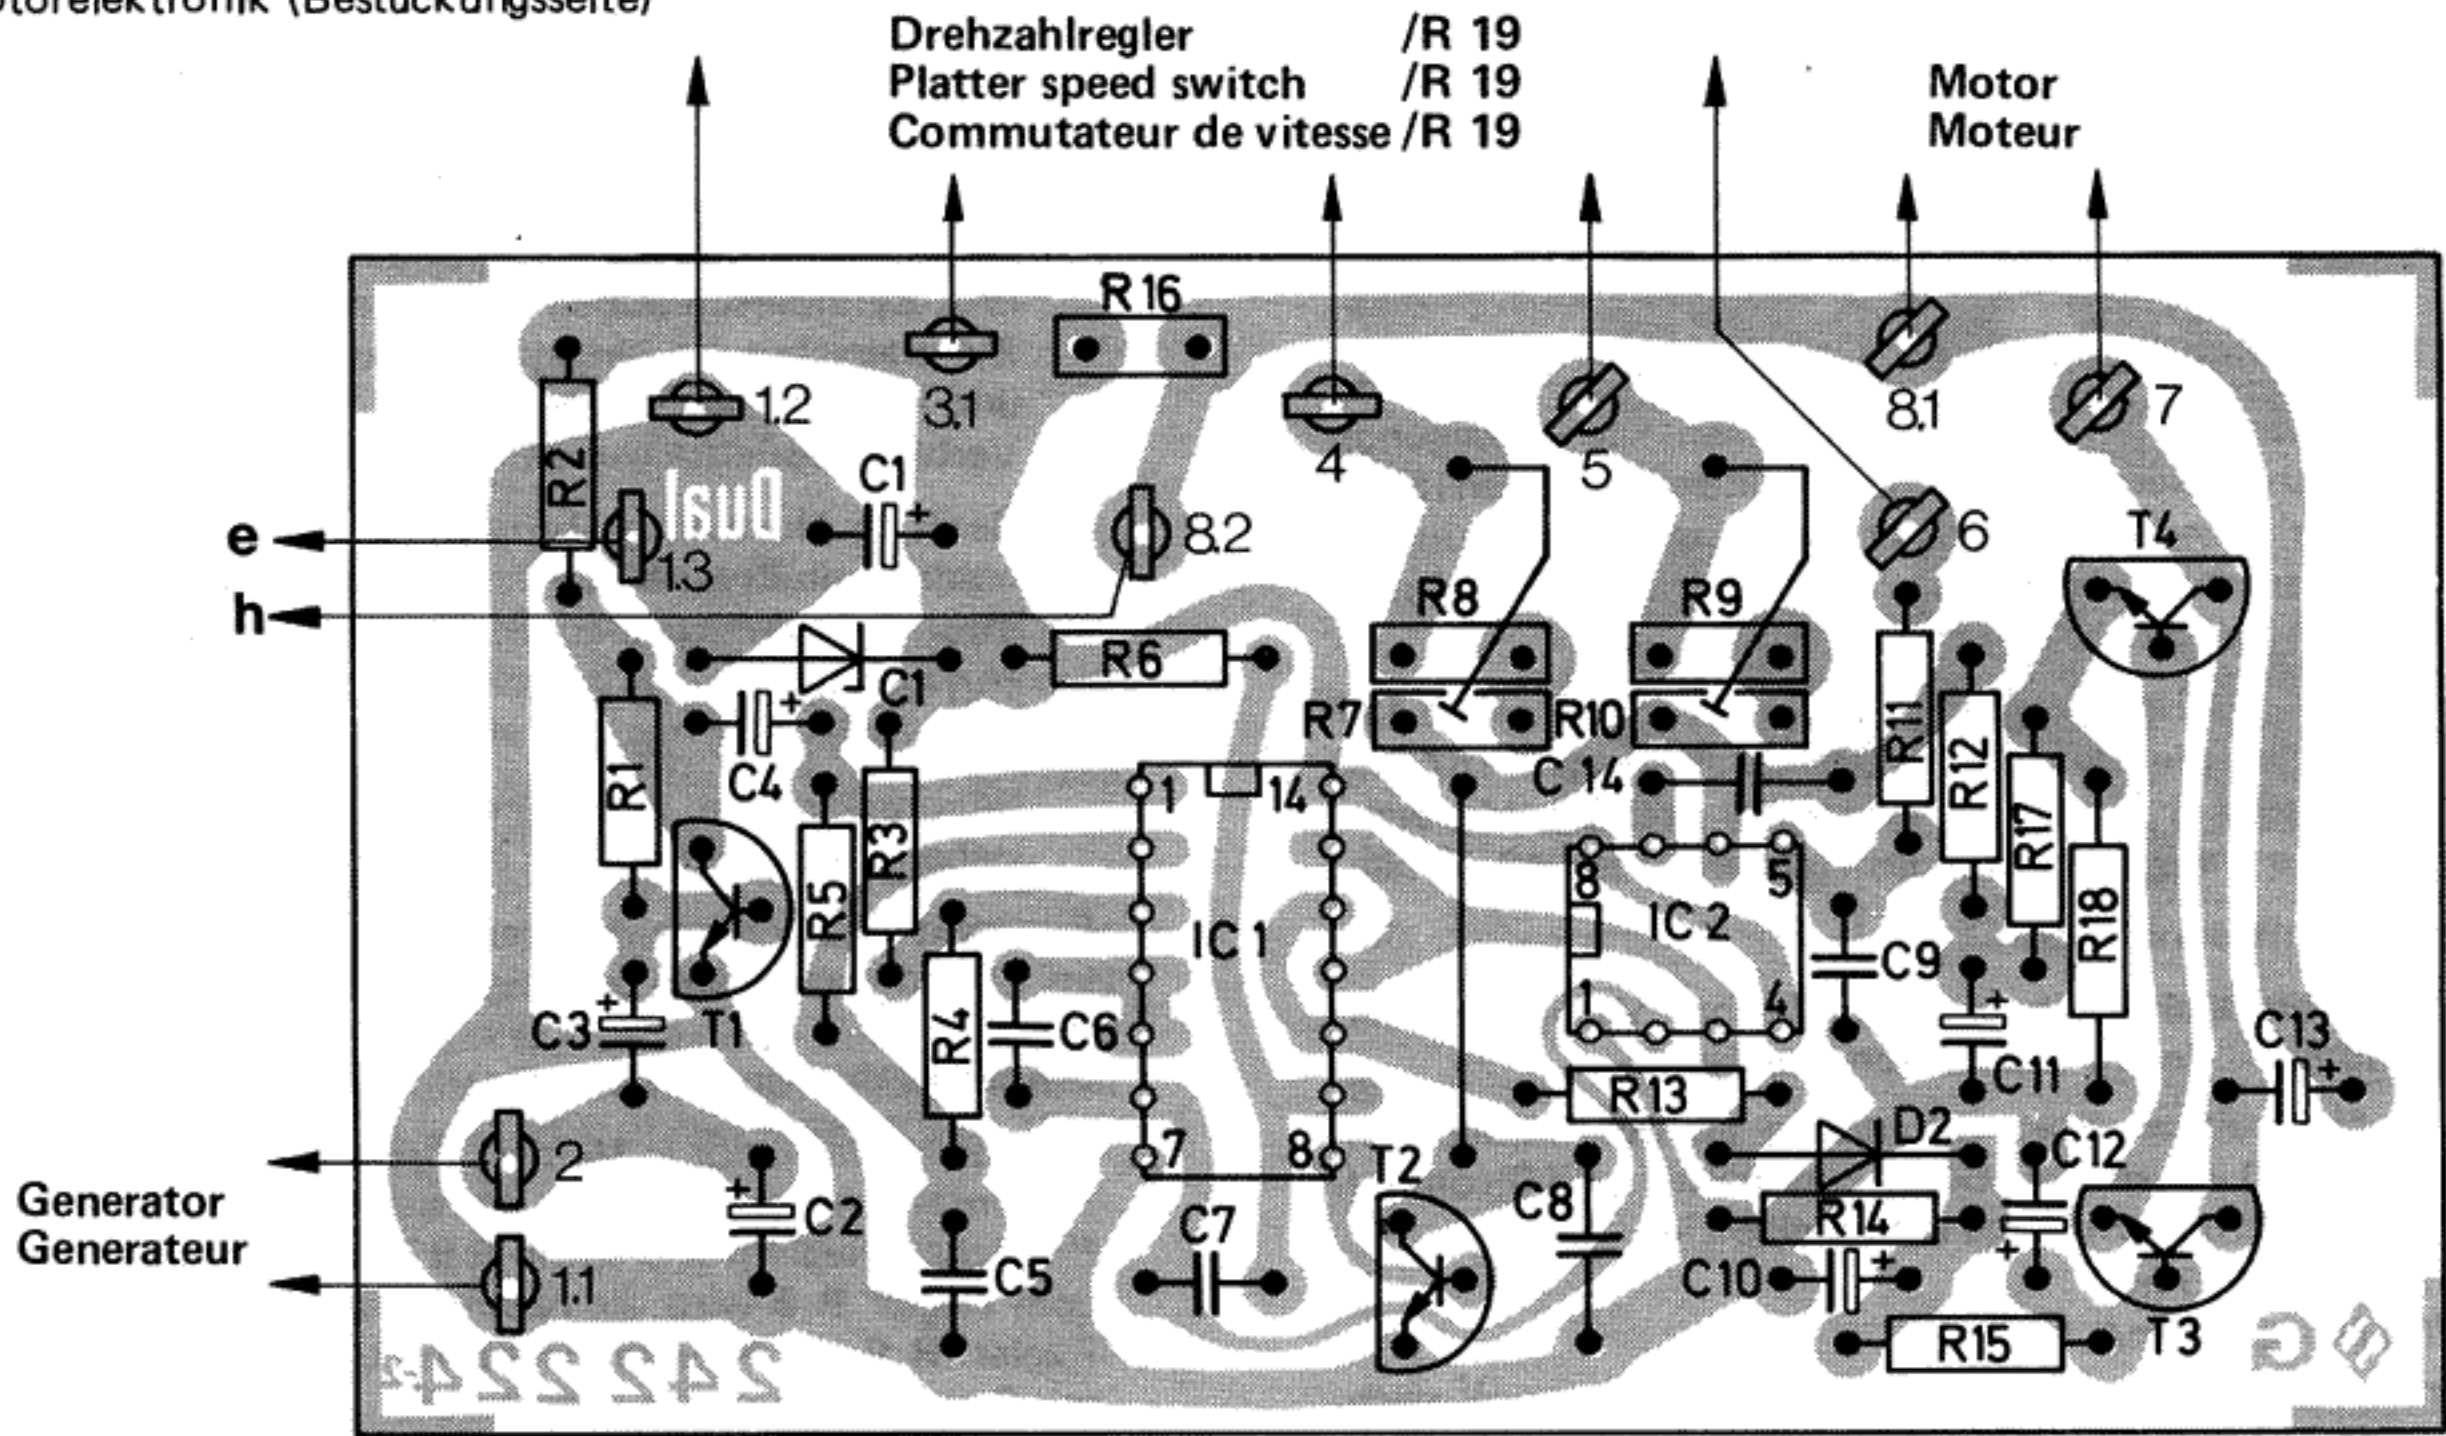 Drehzahlregler /R 19
Platter speed switch /R 19
Commutateur de vitesse /R 19
Motor
Moteur
R 16
1.2
3.1
4
5
8.1
7
R2
Dual
C1
+
8.2
6
T4
e
1.3
h
R8
R9
R6
C1
R7
R10
R11
+
C4
R1
C 14
R12
1
14
R17
R3
R5
8
5
IC 1
IC 2
R18
C9
+
C3
T1
R4
C6
1
4
+
C11
C13
+
R13
D2
2
7
8
T2
C12
Generator
Generateur
+
C2
C7
C8
R14
+
C5
C10
+
1.1
R15
T3
242 224-2
G